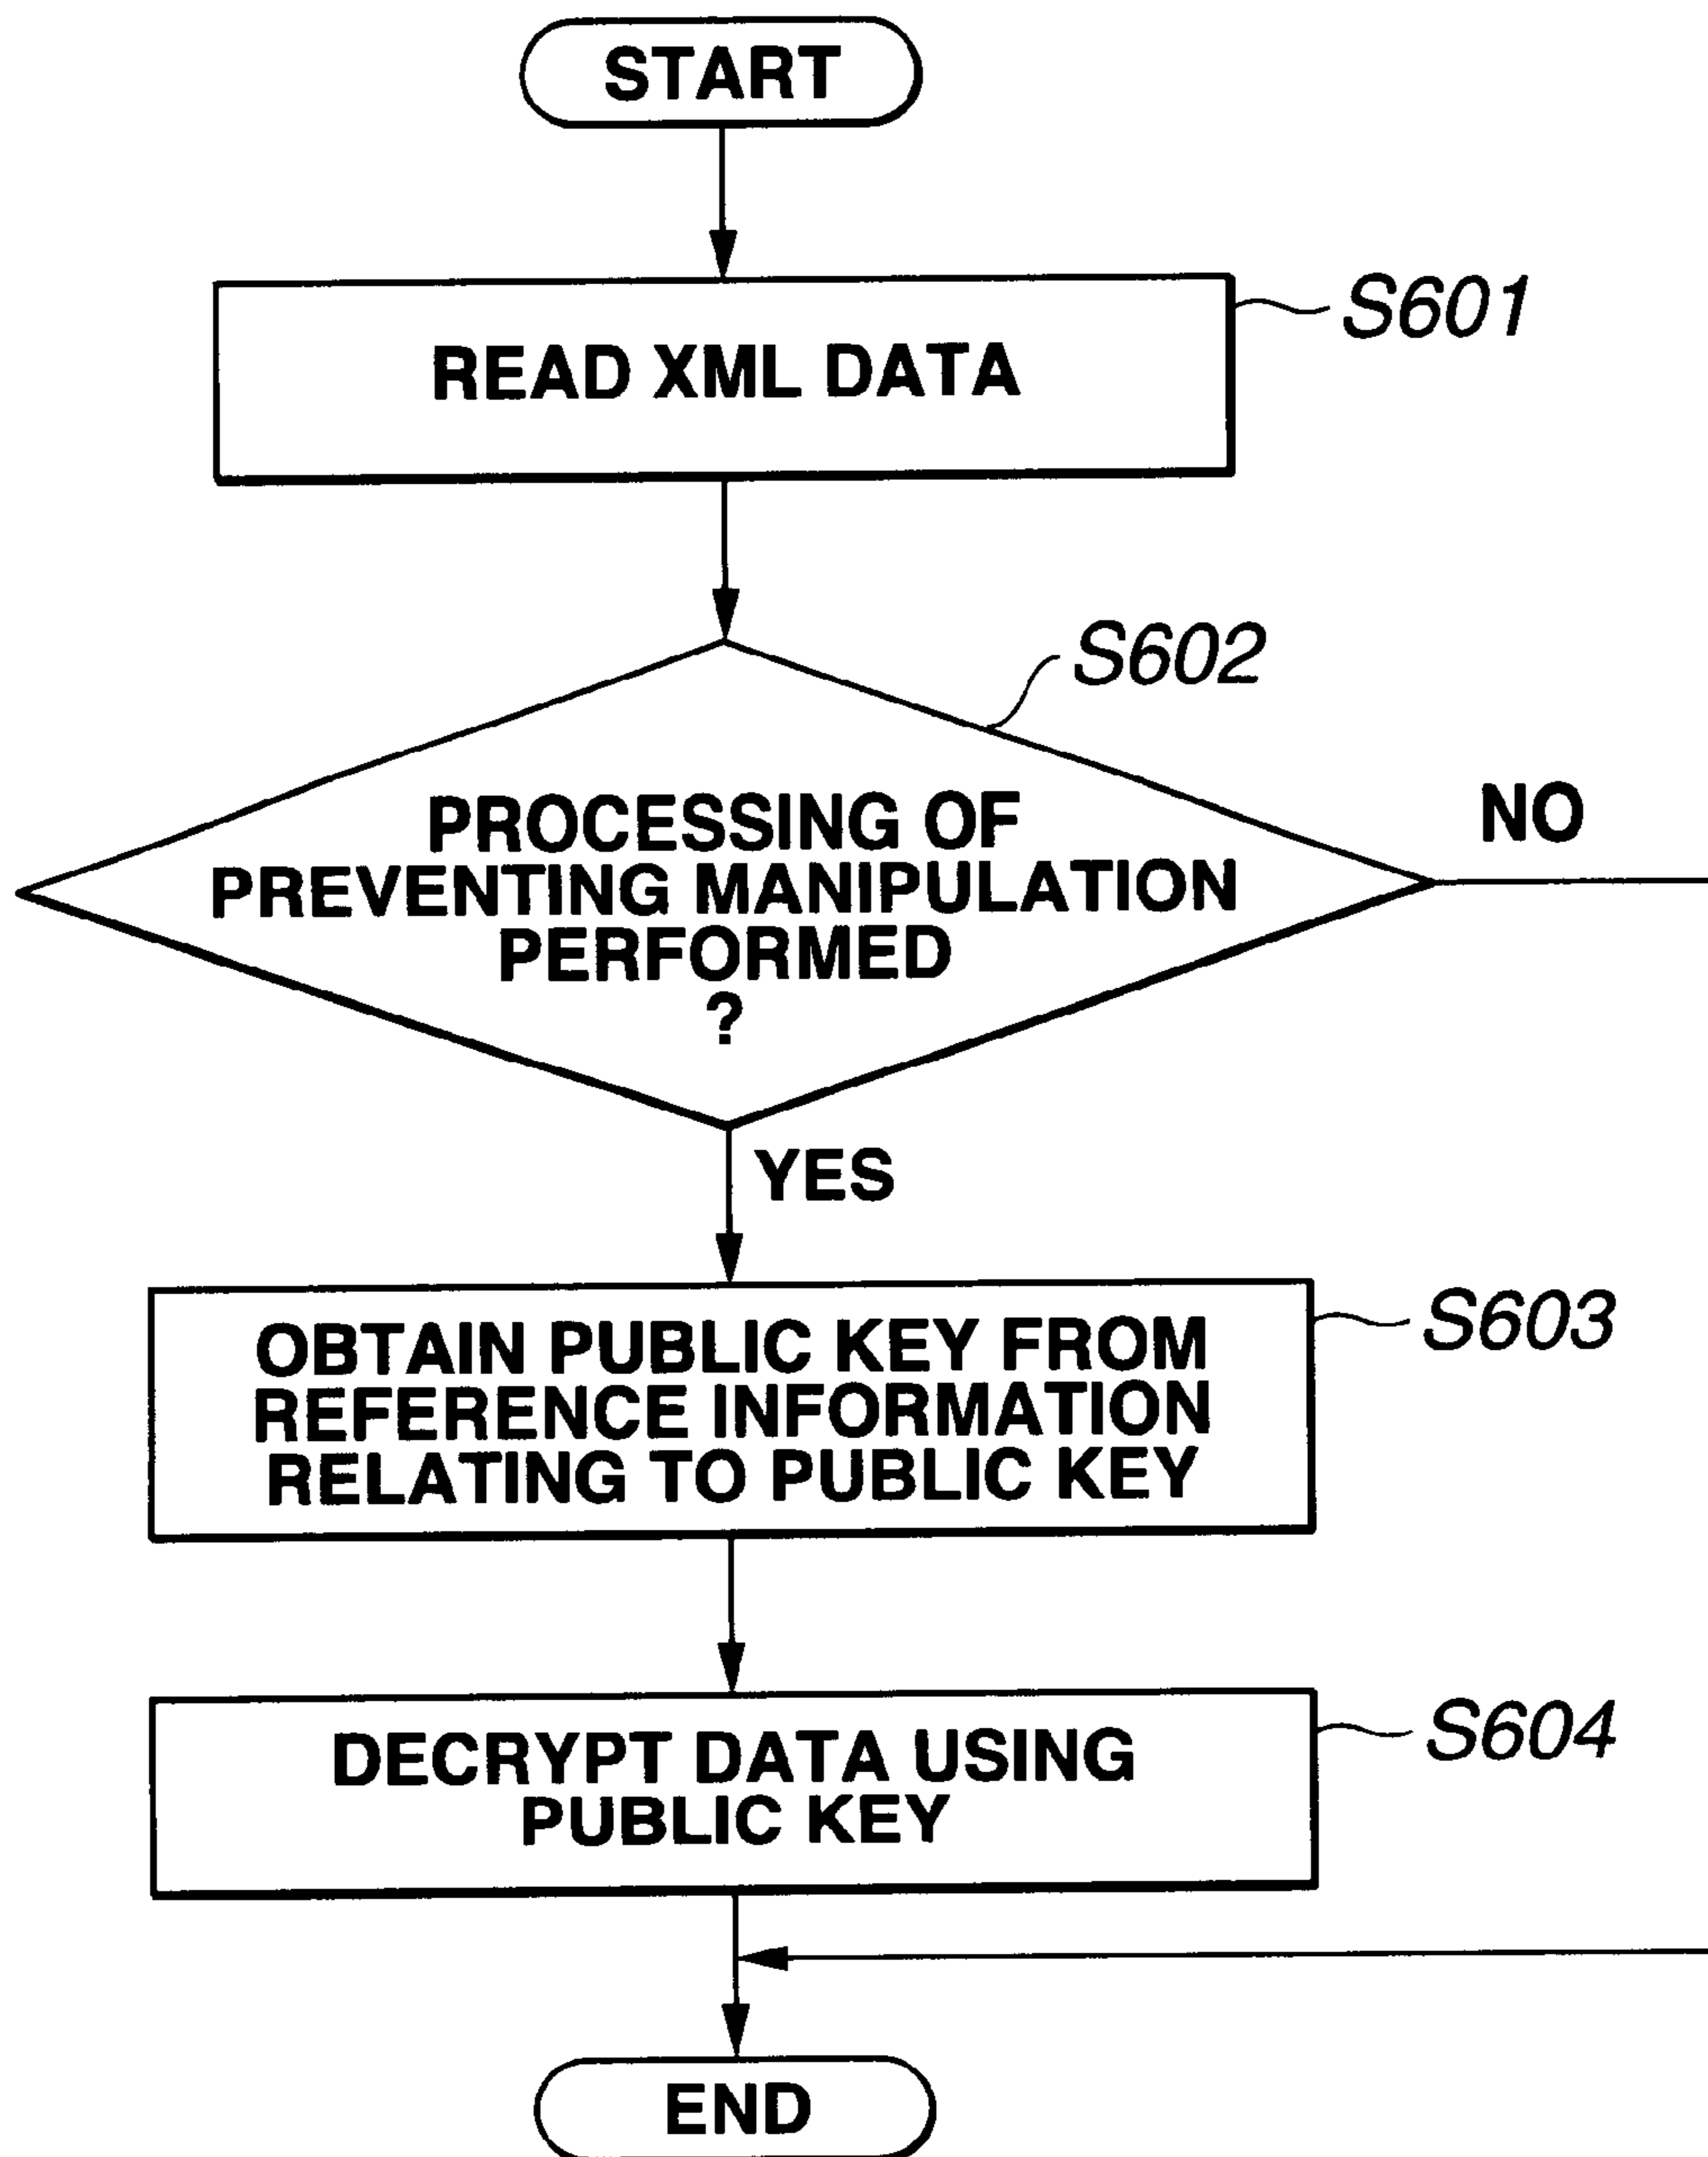 START
READ XML DATA
S601
S602
PROCESSING OF
PREVENTING MANIPULATION
PERFORMED
?
NO
YES
OBTAIN PUBLIC KEY FROM
REFERENCE INFORMATION
RELATING TO PUBLIC KEY
S603
DECRYPT DATA USING
PUBLIC KEY
S604
END